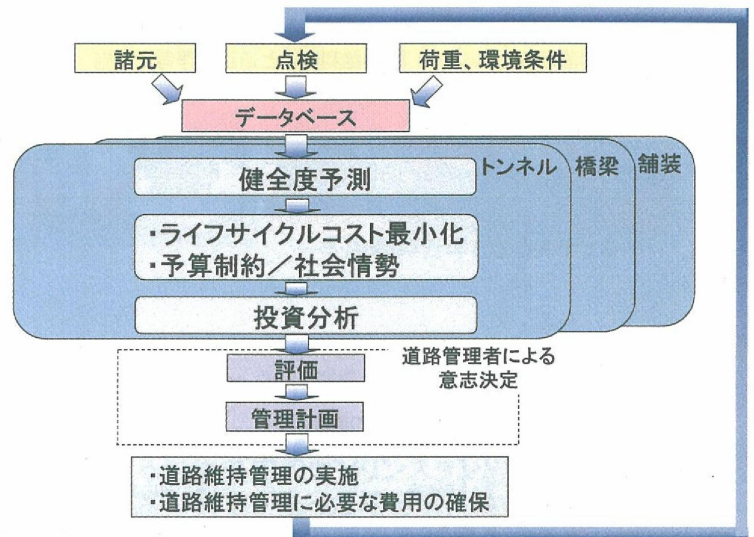 諸元
点検
荷重、環境条件
データベース
トンネル
橋梁
舗装
健全度予測
・ライフサイクルコスト最小化
・予算制約／社会情勢
投資分析
道路管理者による
意志決定
評価
管理計画
・道路維持管理の実施
・道路維持管理に必要な費用の確保